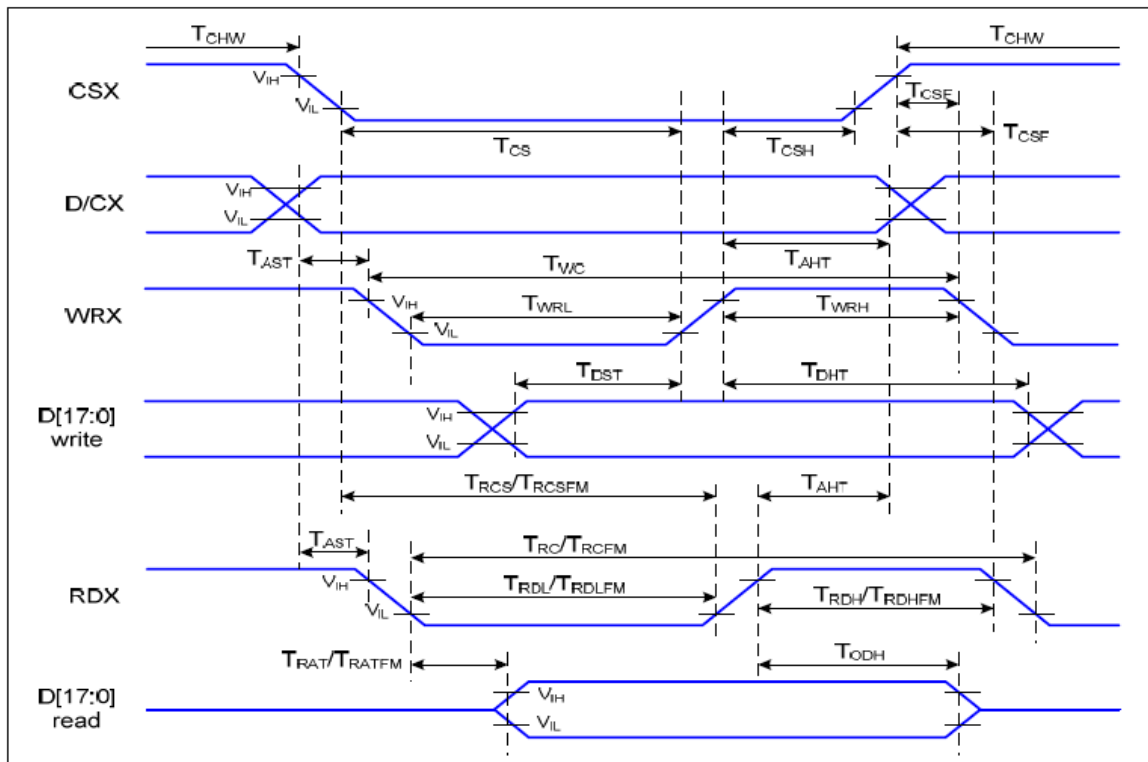 TCHW
TCHW
VIH
CSX
TCSF
VIL
TCS
TCSH
TCSF
VIH
D/CX
VIL
TAST
TWC
TAHT
VIH
WRX
TWRL
TWRH
VIL
TDST
TDHT
D[17:0]
write
VIH
VIL
TRCS/TRCSFM
TAHT
TAST
TRC/TRCFM
VIH
RDX
TRDL/TRDLFM
TRDH/TRDHFM
VIL
TRAT/TRATFM
TODH
D[17:0]
read
VIH
VIL